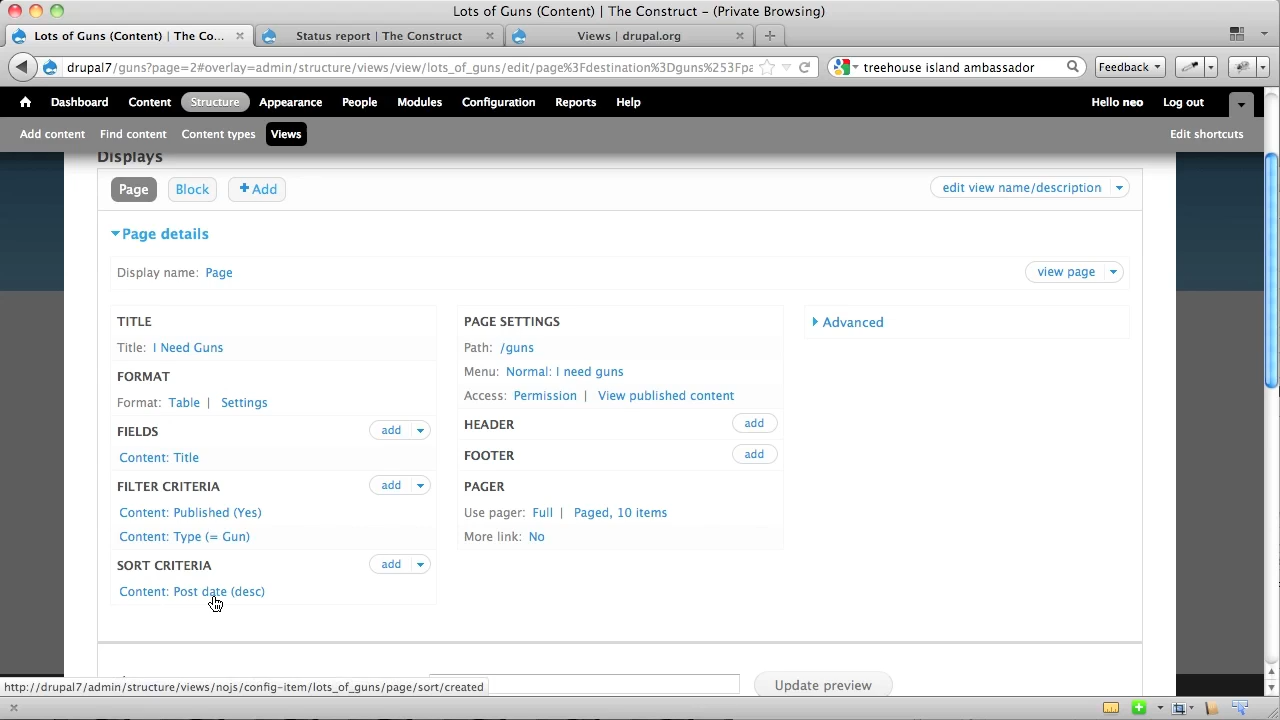 Lots of Guns (Content) | The Construct – (Private Browsing)
Lots of Guns (Content) | The Co...
Status report | The Construct
Views | drupal.org
drupal7/guns?page=2#overlay=admin/structure/views/view/lots_of_guns/edit/page%3Fdestination%3Dguns%253Fpa
treehouse island ambassador
Feedback
Dashboard Content Structure Appearance People Modules Configuration Reports Help
Hello neo Log out
Add content Find content Content types Views
Edit shortcuts
Displays
Page Block + Add
edit view name/description
Page details
Display name: Page
view page
TITLE
Title: I Need Guns
FORMAT
Format: Table | Settings
FIELDS add
Content: Title
FILTER CRITERIA add
Content: Published (Yes)
Content: Type (= Gun)
SORT CRITERIA add
Content: Post date (desc)
PAGE SETTINGS
Path: /guns
Menu: Normal: I need guns
Access: Permission | View published content
HEADER add
FOOTER add
PAGER
Use pager: Full | Paged, 10 items
More link: No
Advanced
Update preview
http://drupal7/admin/structure/views/nojs/config-item/lots_of_guns/page/sort/created